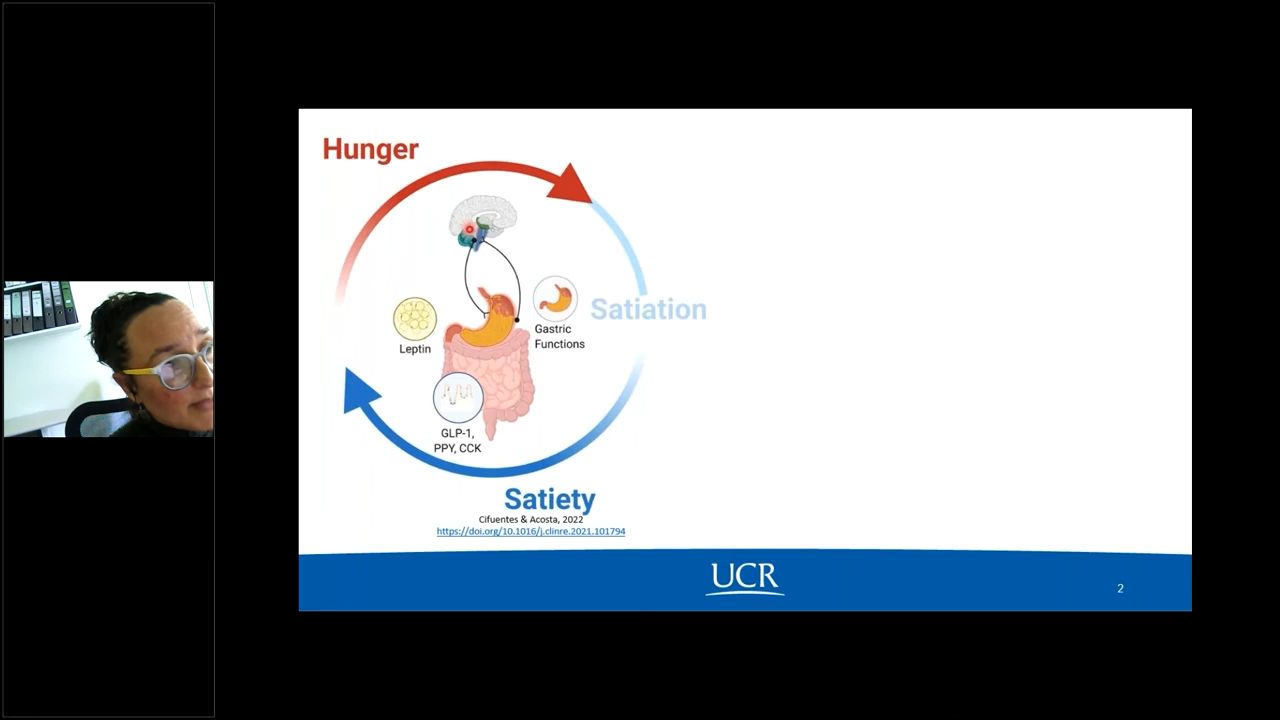 Hunger
Satiation
Gastric
Functions
Leptin
GLP-1,
PPY, CCK
Satiety
Cifuentes & Acosta, 2022
https://doi.org/10.1016/j.clinre.2021.101794
UCR
2